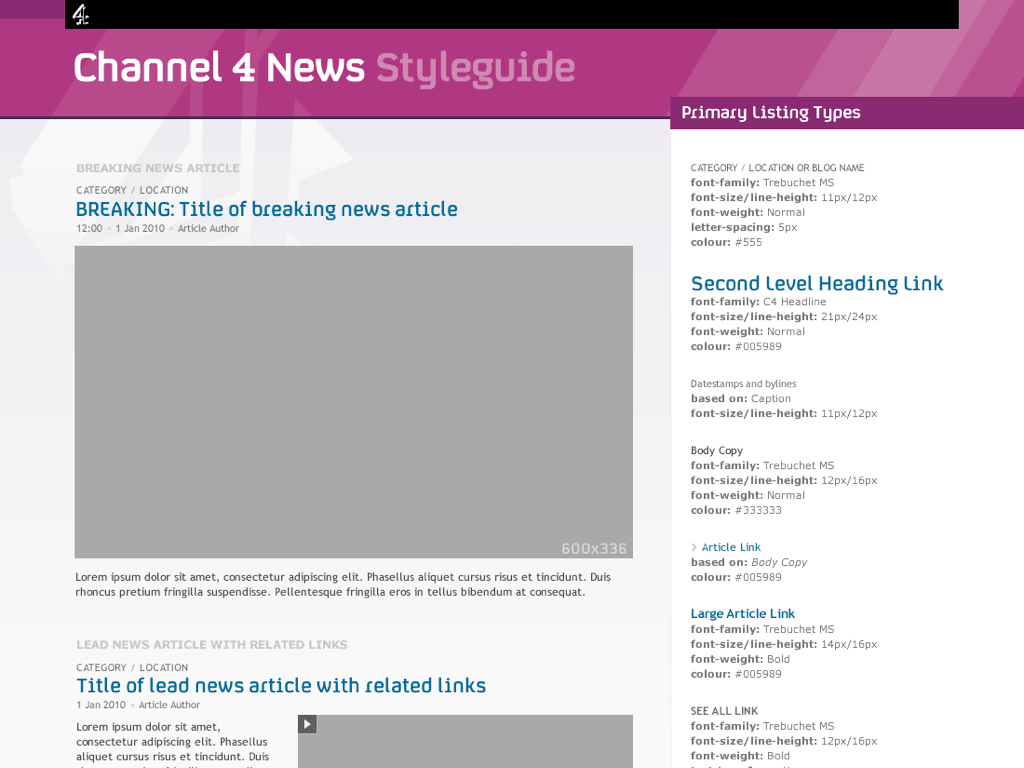 4
Channel 4 News Styleguide
Primary Listing Types
BREAKING NEWS ARTICLE
CATEGORY / LOCATION
BREAKING: Title of breaking news article
12:00 • 1 Jan 2010 • Article Author
600x336
Lorem ipsum dolor sit amet, consectetur adipiscing elit. Phasellus aliquet cursus risus et tincidunt. Duis
rhoncus pretium fringilla suspendisse. Pellentesque fringilla eros in tellus bibendum at consequat.
LEAD NEWS ARTICLE WITH RELATED LINKS
CATEGORY / LOCATION
Title of lead news article with related links
1 Jan 2010 • Article Author
Lorem ipsum dolor sit amet,
consectetur adipiscing elit. Phasellus
aliquet cursus risus et tincidunt. Duis
CATEGORY / LOCATION OR BLOG NAME
font-family: Trebuchet MS
font-size/line-height: 11px/12px
font-weight: Normal
letter-spacing: 5px
colour: #555
Second Level Heading Link
font-family: C4 Headline
font-size/line-height: 21px/24px
font-weight: Normal
colour: #005989
Datestamps and bylines
based on: Caption
font-size/line-height: 11px/12px
Body Copy
font-family: Trebuchet MS
font-size/line-height: 12px/16px
font-weight: Normal
colour: #333333
› Article Link
based on: Body Copy
colour: #005989
Large Article Link
font-family: Trebuchet MS
font-size/line-height: 14px/16px
font-weight: Bold
colour: #005989
SEE ALL LINK
font-family: Trebuchet MS
font-size/line-height: 12px/16px
font-weight: Bold